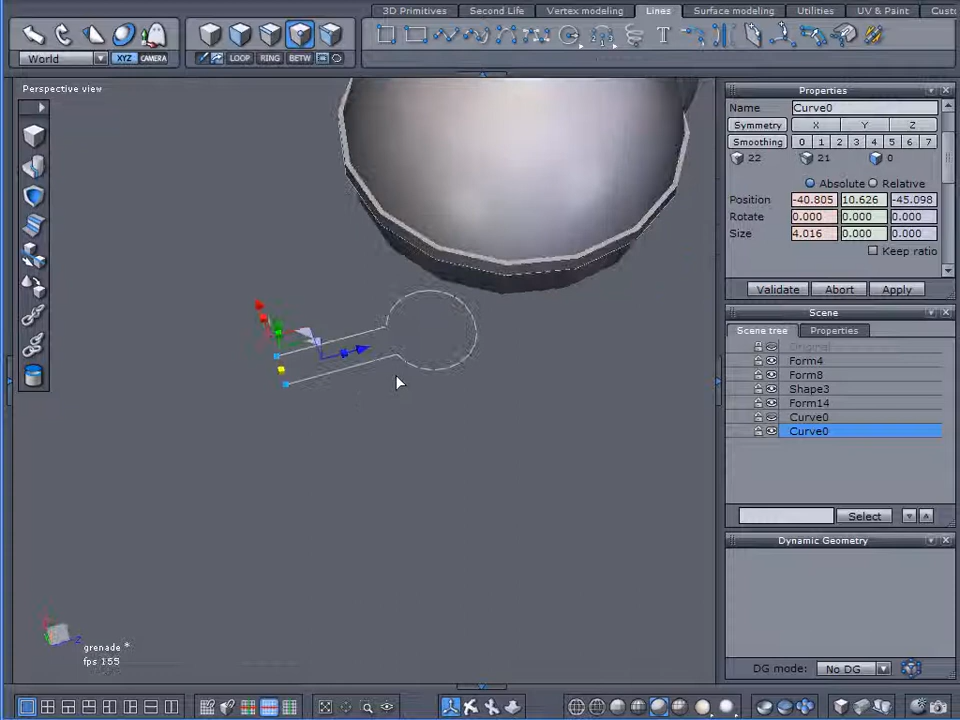 3D Primitives Second Life Vertex modeling Lines Surface modeling Utilities UV & Paint Custo
World XYZ CAMERA LOOP RING BETW
Perspective view
Properties
Name Curve0
Symmetry X Y Z
Smoothing 0 1 2 3 4 5 6 7
22 21 0
Absolute Relative
Position -40.805 10.626 -45.098
Rotate 0.000 0.000 0.000
Size 4.016 0.000 0.000
Keep ratio
Validate Abort Apply
Scene
Scene tree Properties
Original
Form4
Form8
Shape3
Form14
Curve0
Curve0
Select
Dynamic Geometry
DG mode: No DG
grenade *
fps 155